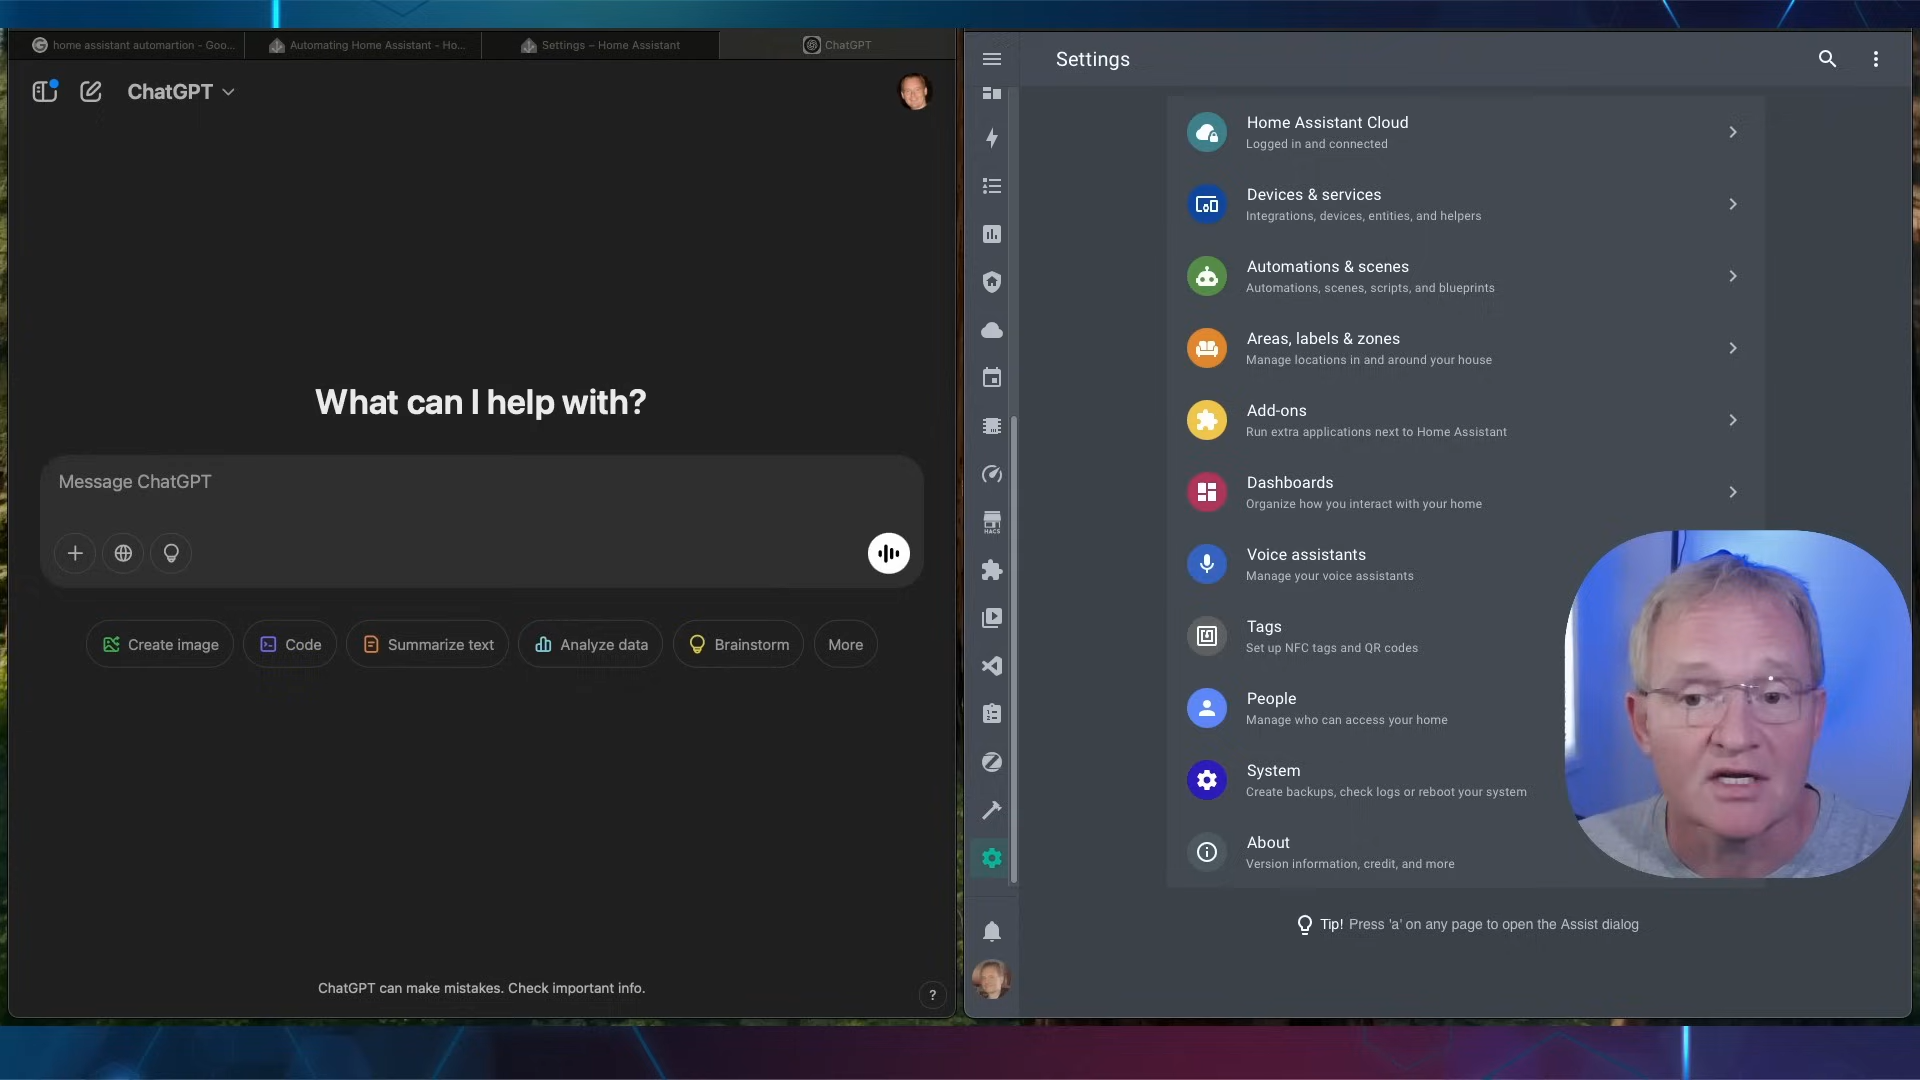 home assistant automartion - Goo...
Automating Home Assistant - Ho...
Settings – Home Assistant
ChatGPT
ChatGPT
What can I help with?
Message ChatGPT
Create image
Code
Summarize text
Analyze data
Brainstorm
More
ChatGPT can make mistakes. Check important info.
?
Settings
HACS
Home Assistant Cloud
Logged in and connected
Devices & services
Integrations, devices, entities, and helpers
Automations & scenes
Automations, scenes, scripts, and blueprints
Areas, labels & zones
Manage locations in and around your house
Add-ons
Run extra applications next to Home Assistant
Dashboards
Organize how you interact with your home
Voice assistants
Manage your voice assistants
Tags
Set up NFC tags and QR codes
People
Manage who can access your home
System
Create backups, check logs or reboot your system
About
Version information, credit, and more
Tip! Press 'a' on any page to open the Assist dialog